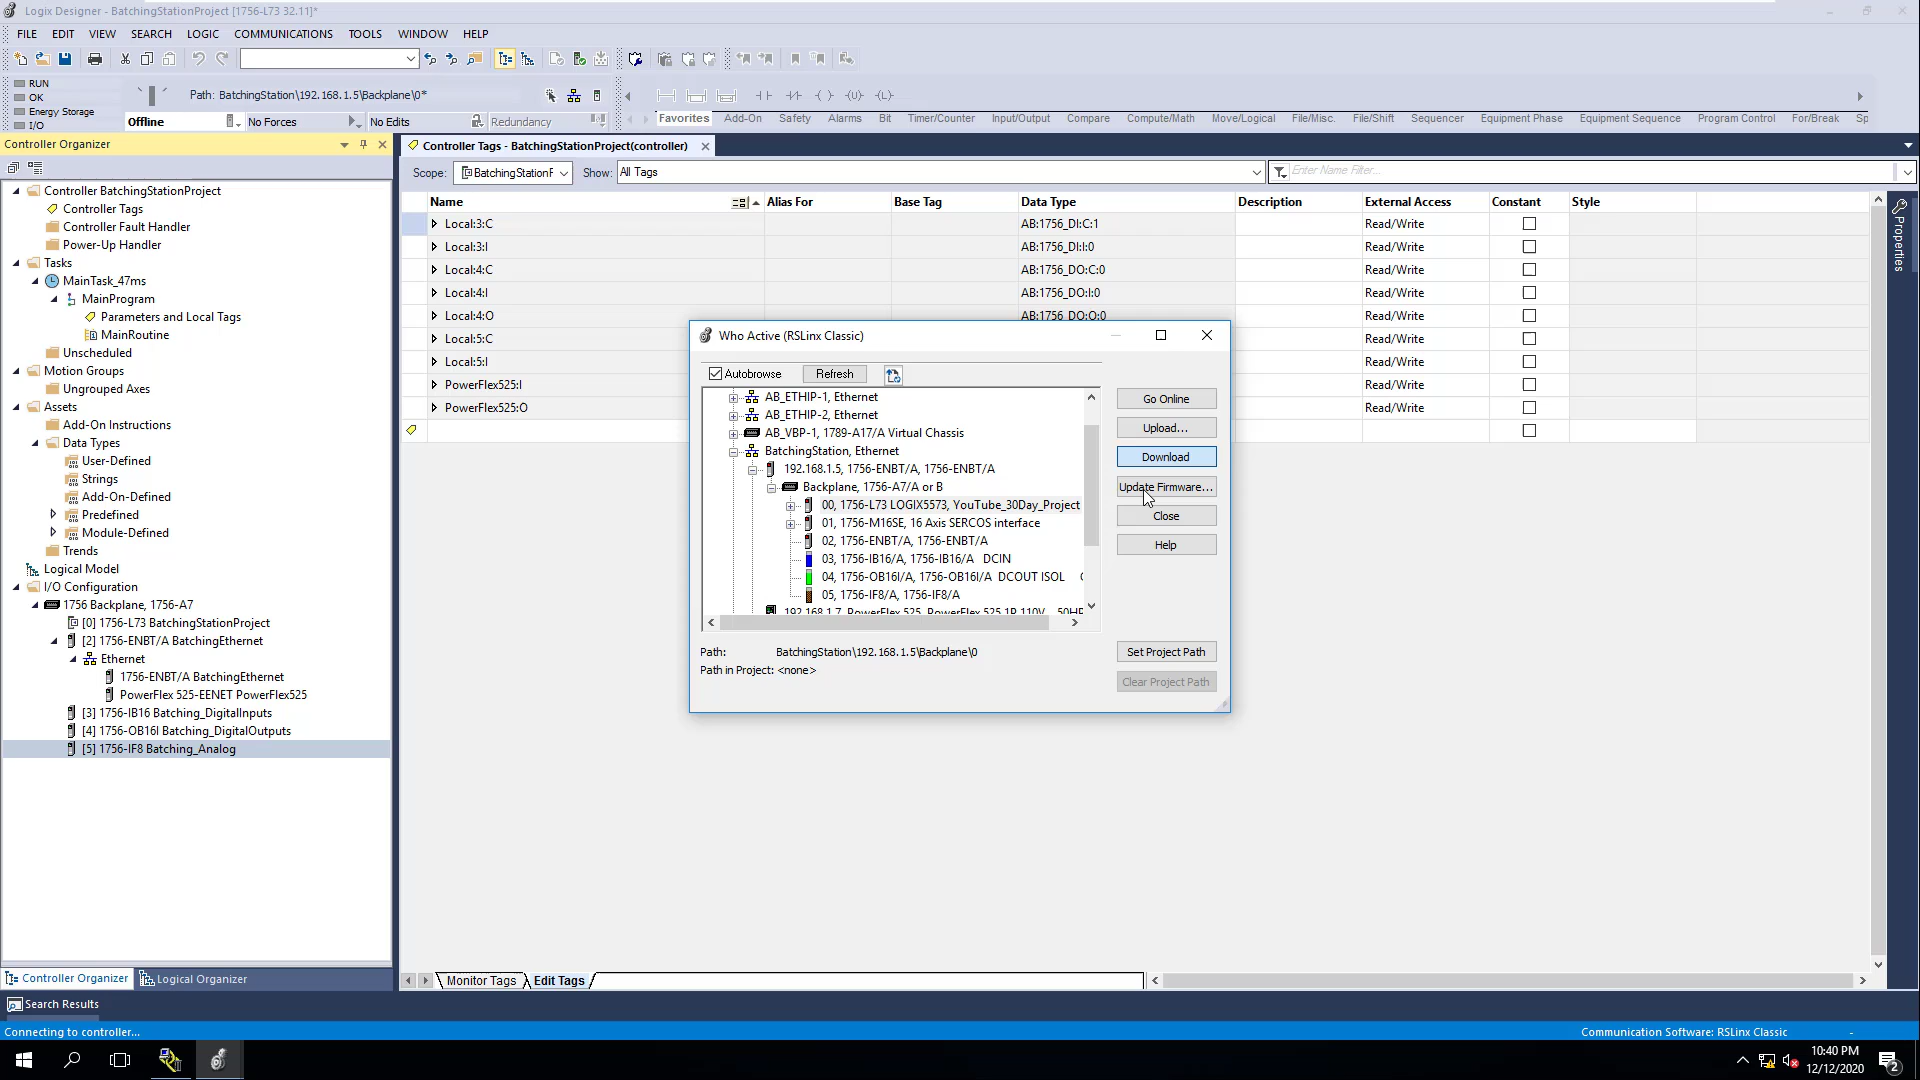 Logix Designer - BatchingStationProject [1756-L73 32.11]*
FILE EDIT VIEW SEARCH LOGIC COMMUNICATIONS TOOLS WINDOW HELP
RUN
OK
Energy Storage
I/O
Path: BatchingStation\192.168.1.5\Backplane\0*
Offline
No Forces
No Edits
Redundancy
Favorites Add-On Safety Alarms Bit Timer/Counter Input/Output Compare Compute/Math Move/Logical File/Misc. File/Shift Sequencer Equipment Phase Equipment Sequence Program Control For/Break Sp
Controller Organizer
Controller BatchingStationProject
Controller Tags
Controller Fault Handler
Power-Up Handler
Tasks
MainTask_47ms
MainProgram
Parameters and Local Tags
MainRoutine
Unscheduled
Motion Groups
Ungrouped Axes
Assets
Add-On Instructions
Data Types
User-Defined
Strings
Add-On-Defined
Predefined
Module-Defined
Trends
Logical Model
I/O Configuration
1756 Backplane, 1756-A7
[0] 1756-L73 BatchingStationProject
[2] 1756-ENBT/A BatchingEthernet
Ethernet
1756-ENBT/A BatchingEthernet
PowerFlex 525-EENET PowerFlex525
[3] 1756-IB16 Batching_DigitalInputs
[4] 1756-OB16I Batching_DigitalOutputs
[5] 1756-IF8 Batching_Analog
Controller Organizer Logical Organizer
Controller Tags - BatchingStationProject(controller)
Scope: BatchingStationF Show: All Tags Enter Name Filter...
Name Alias For Base Tag Data Type Description External Access Constant Style
Local:3:C AB:1756_DI:C:1 Read/Write
Local:3:I AB:1756_DI:I:0 Read/Write
Local:4:C AB:1756_DO:C:0 Read/Write
Local:4:I AB:1756_DO:I:0 Read/Write
Local:4:O AB:1756_DO:O:0 Read/Write
Local:5:C Read/Write
Local:5:I Read/Write
PowerFlex525:I Read/Write
PowerFlex525:O Read/Write
Who Active (RSLinx Classic)
Autobrowse Refresh
AB_ETHIP-1, Ethernet
AB_ETHIP-2, Ethernet
AB_VBP-1, 1789-A17/A Virtual Chassis
BatchingStation, Ethernet
192.168.1.5, 1756-ENBT/A, 1756-ENBT/A
Backplane, 1756-A7/A or B
00, 1756-L73 LOGIX5573, YouTube_30Day_Project
01, 1756-M16SE, 16 Axis SERCOS interface
02, 1756-ENBT/A, 1756-ENBT/A
03, 1756-IB16/A, 1756-IB16/A DCIN
04, 1756-OB16I/A, 1756-OB16I/A DCOUT ISOL
05, 1756-IF8/A, 1756-IF8/A
192.168.1.7, PowerFlex 525, PowerFlex 525 1P 110V
Go Online
Upload...
Download
Update Firmware...
Close
Help
Path: BatchingStation\192.168.1.5\Backplane\0
Path in Project: <none>
Set Project Path
Clear Project Path
Properties
Monitor Tags Edit Tags
Search Results
Connecting to controller...
Communication Software: RSLinx Classic
10:40 PM
12/12/2020
2